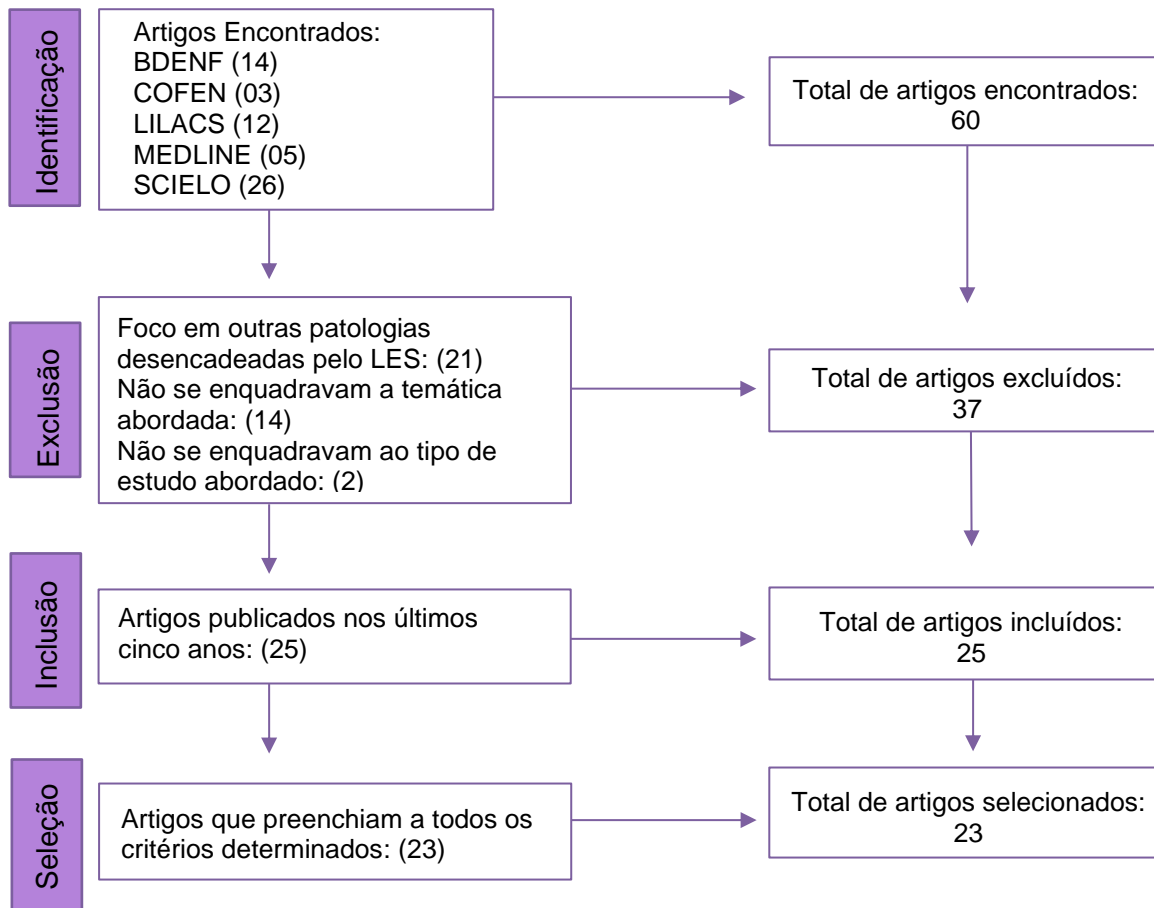 Identificação
Artigos Encontrados:
BDENF (14)
COFEN (03)
LILACS (12)
MEDLINE (05)
SCIELO (26)
Total de artigos encontrados:
60
Exclusão
Foco em outras patologias
desencadeadas pelo LES: (21)
Não se enquadravam a temática
abordada: (14)
Não se enquadravam ao tipo de
estudo abordado: (2)
Total de artigos excluídos:
37
Inclusão
Artigos publicados nos últimos
cinco anos: (25)
Total de artigos incluídos:
25
Seleção
Artigos que preenchiam a todos os
critérios determinados: (23)
Total de artigos selecionados:
23